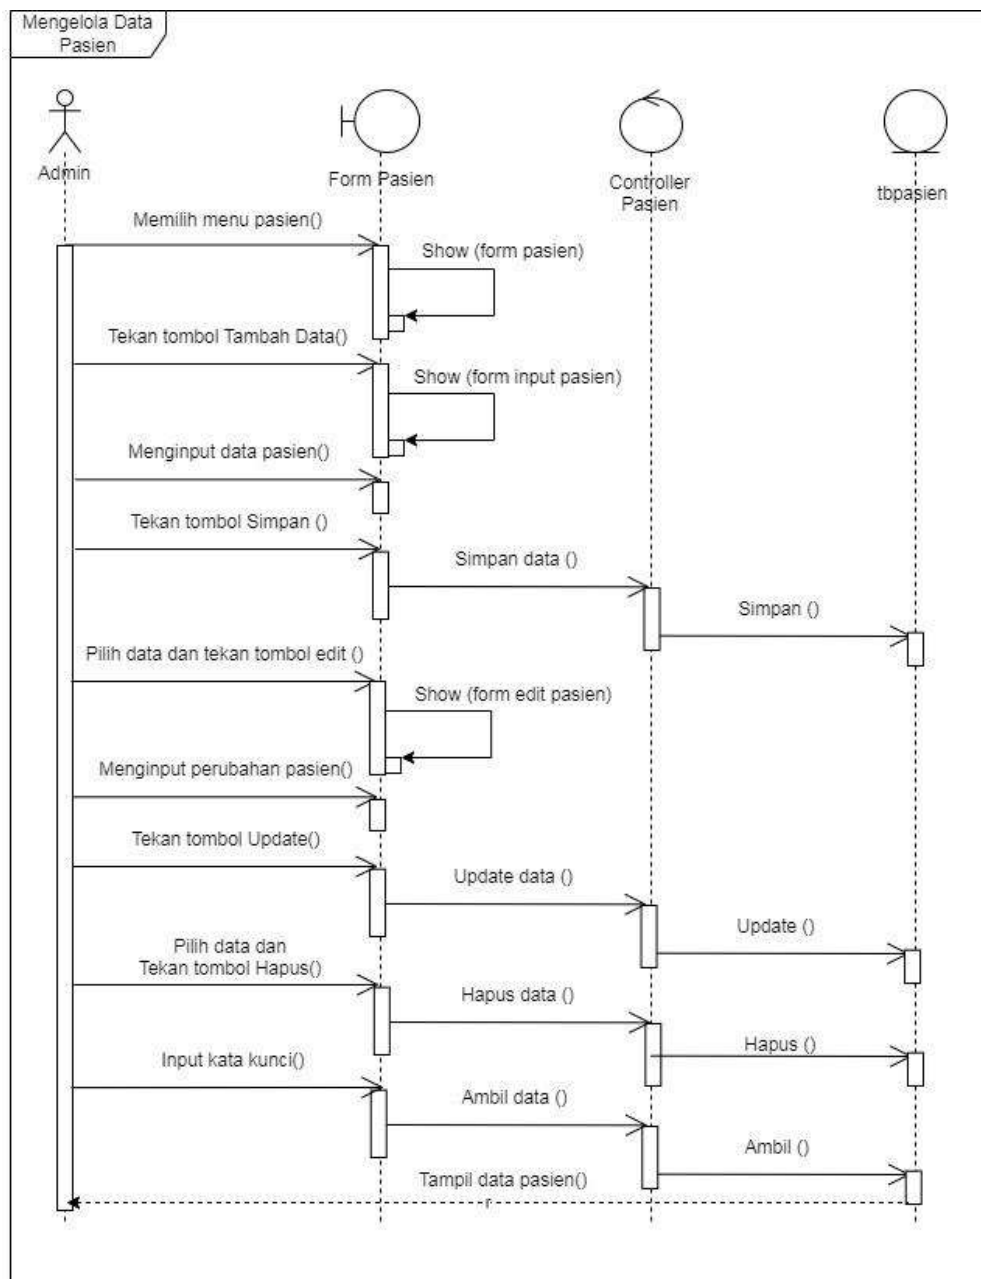 Mengelola Data
Pasien
Admin
Form Pasien
Controller
Pasien
tbpasien
Memilih menu pasien()
Show (form pasien)
Tekan tombol Tambah Data()
Show (form input pasien)
Menginput data pasien()
Tekan tombol Simpan ()
Simpan data ()
Simpan ()
Pilih data dan tekan tombol edit ()
Show (form edit pasien)
Menginput perubahan pasien()
Tekan tombol Update()
Update data ()
Update ()
Pilih data dan
Tekan tombol Hapus()
Hapus data ()
Hapus ()
Input kata kunci()
Ambil data ()
Ambil ()
Tampil data pasien()
r